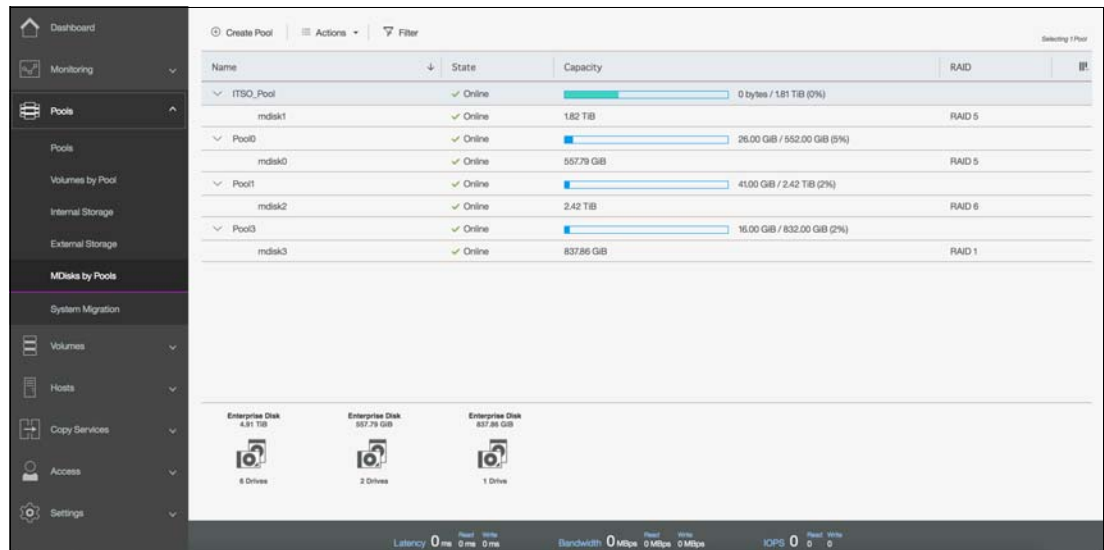 Dashboard
Monitoring
Pools
Pools
Volumes by Pool
Internal Storage
External Storage
MDisks by Pools
System Migration
Volumes
Hosts
Copy Services
Access
Settings
Create Pool Actions Filter
Selecting 1 Pool
Name State Capacity RAID
ITSO_Pool Online 0 bytes / 1.81 TiB (0%)
mdisk1 Online 1.82 TiB RAID 5
Pool0 Online 26.00 GiB / 552.00 GiB (5%)
mdisk0 Online 557.79 GiB RAID 5
Pool1 Online 41.00 GiB / 2.42 TiB (2%)
mdisk2 Online 2.42 TiB RAID 6
Pool3 Online 16.00 GiB / 832.00 GiB (2%)
mdisk3 Online 837.86 GiB RAID 1
Enterprise Disk Enterprise Disk Enterprise Disk
4.91 TiB 557.79 GiB 837.86 GiB
8 Drives 2 Drives 1 Drive
Read Write Read Write Read Write
Latency 0 ms 0 ms 0 ms Bandwidth 0 MBps 0 MBps 0 MBps IOPS 0 0 0